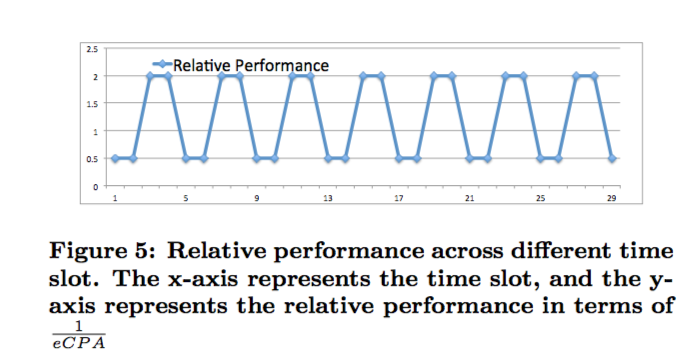 2.5
Relative Performance
2
1.5
1
0.5
0
1 5 9 13 17 21 25 29
Figure 5: Relative performance across different time
slot. The x-axis represents the time slot, and the y-
axis represents the relative performance in terms of
1
eCPA